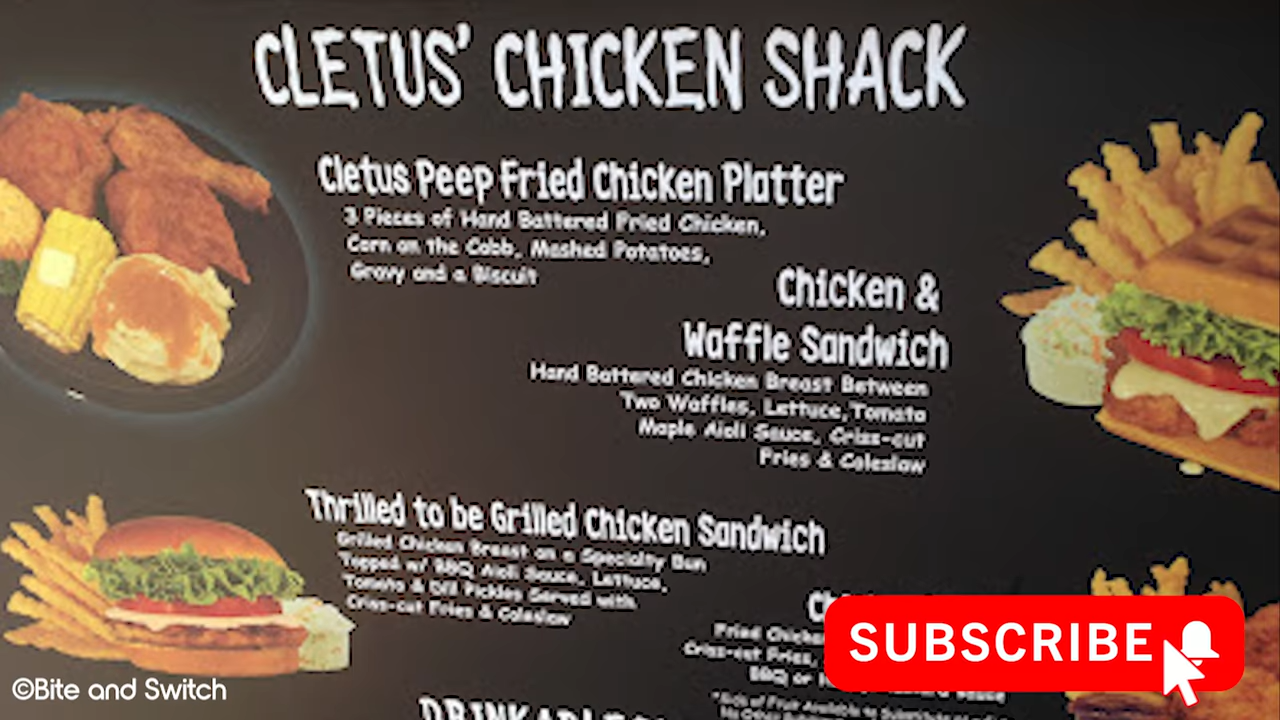 CLETUS' CHICKEN SHACK
Cletus Peep Fried Chicken Platter
3 Pieces of Hand Battered Fried Chicken,
Corn on the Cobb, Mashed Potatoes,
Gravy and a Biscuit
Chicken &
Waffle Sandwich
Hand Battered Chicken Breast Between
Two Waffles, Lettuce, Tomato
Maple Aioli Sauce, Criss-cut
Fries & Coleslaw
Thrilled to be Grilled Chicken Sandwich
Grilled Chicken Breast on a Specialty Bun
Topped w/ BBQ Aioli Sauce, Lettuce,
Tomato & Dill Pickles Served with
Criss-cut Fries & Coleslaw
Fried
Criss-cut Fries,
BBQ or
SUBSCRIBE
©Bite and Switch